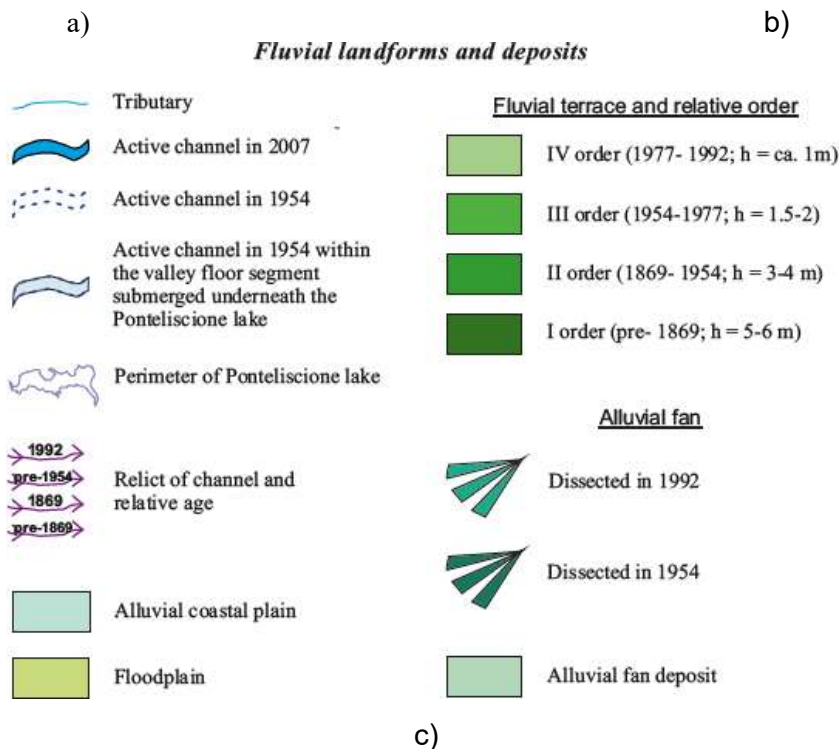 a)
b)
Fluvial landforms and deposits
Tributary
Active channel in 2007
Active channel in 1954
Active channel in 1954 within
the valley floor segment
submerged underneath the
Ponteliscione lake
Perimeter of Ponteliscione lake
1992
pre-1954
1869
pre-1869
Relict of channel and
relative age
Alluvial coastal plain
Floodplain
Fluvial terrace and relative order
IV order (1977- 1992; h = ca. 1m)
III order (1954-1977; h = 1.5-2)
II order (1869- 1954; h = 3-4 m)
I order (pre- 1869; h = 5-6 m)
Alluvial fan
Dissected in 1992
Dissected in 1954
Alluvial fan deposit
c)